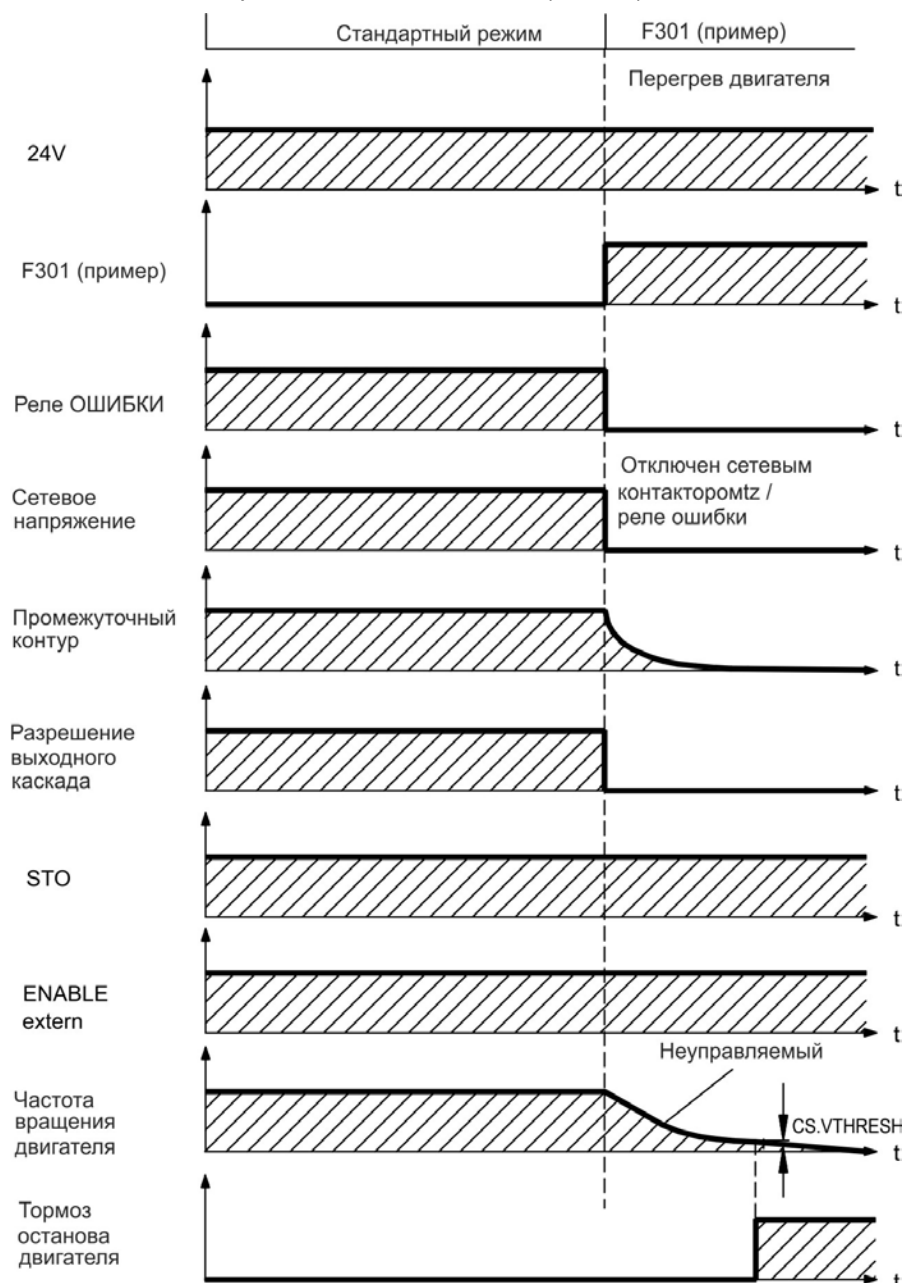 Стандартный режим
F301 (пример)
Перегрев двигателя
24V
t
F301 (пример)
t
Реле ОШИБКИ
t
Сетевое
напряжение
Отключен сетевым
контакторомtz /
реле ошибки
t
Промежуточный
контур
t
Разрешение
выходного
каскада
t
STO
t
ENABLE
extern
t
Неуправляемый
Частота
вращения
двигателя
CS.VTHRESH
t
Тормоз
останова
двигателя
t